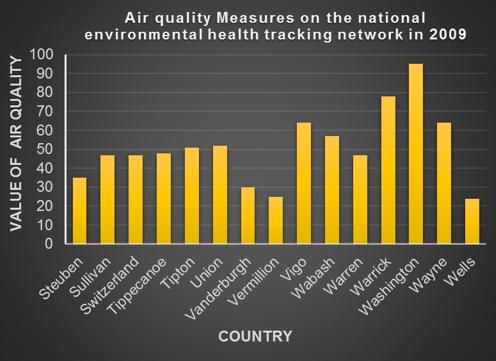 Air quality Measures on the national
environmental health tracking network in 2009
VALUE OF AIR QUALITY
100
90
80
70
60
50
40
30
20
10
0
Steuben
Sullivan
Switzerland
Tippecanoe
Tipton
Union
Vanderburgh
Vermillion
Vigo
Wabash
Warren
Warrick
Washington
Wayne
Wells
COUNTRY